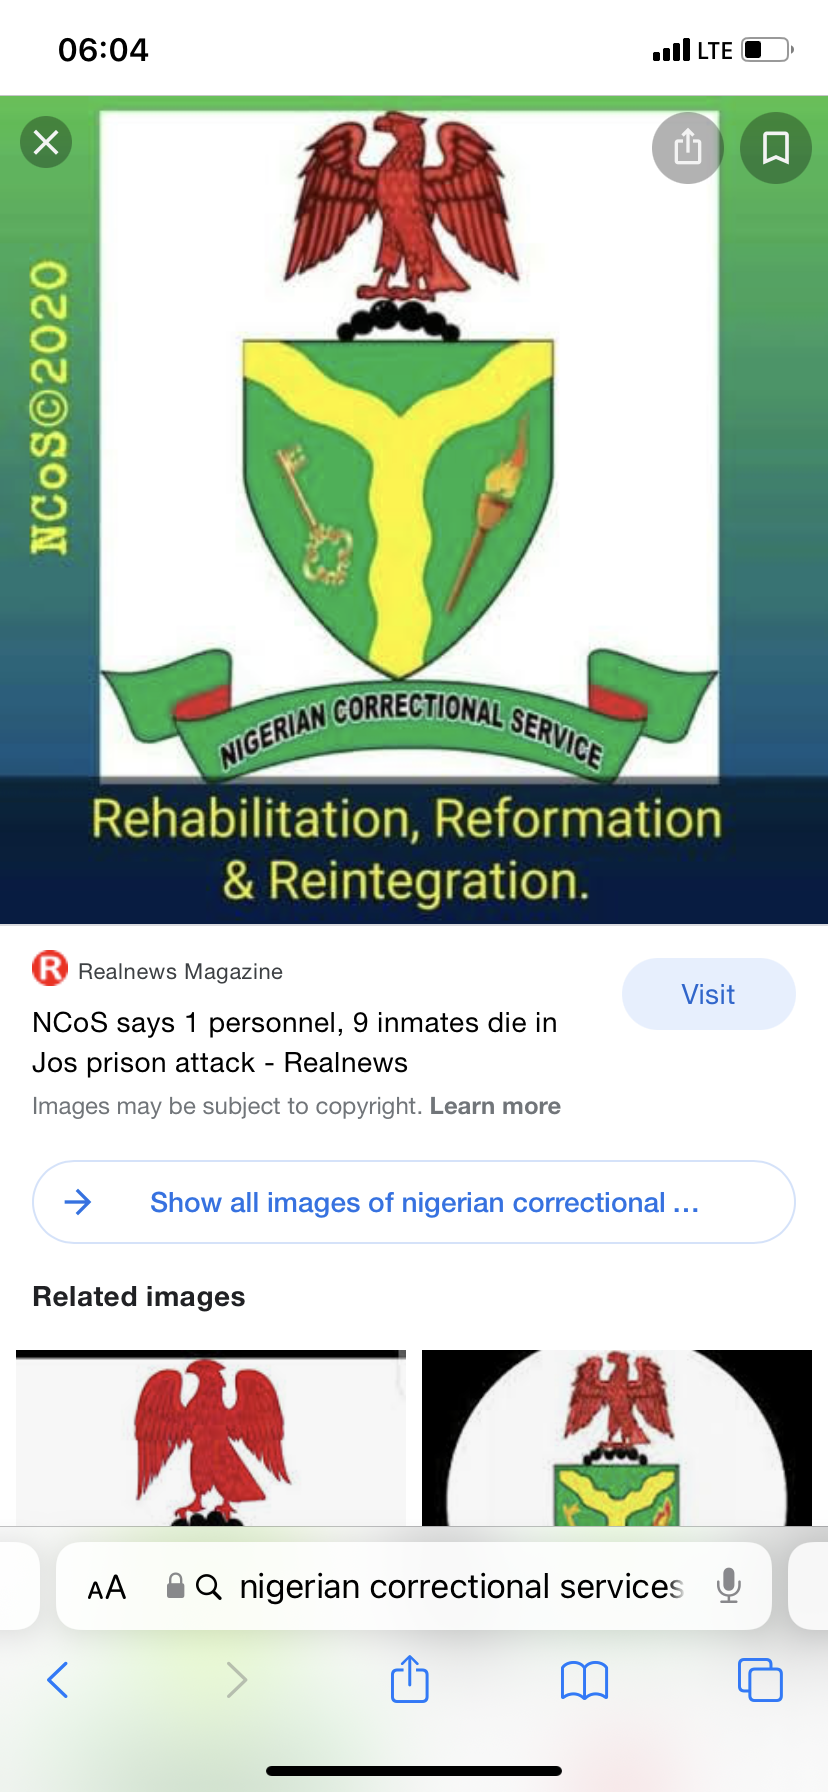 06:04
LTE
NCoS©2020
NIGERIAN CORRECTIONAL SERVICE
Rehabilitation, Reformation
& Reintegration.
R
Realnews Magazine
Visit
NCoS says 1 personnel, 9 inmates die in
Jos prison attack - Realnews
Images may be subject to copyright. Learn more
Show all images of nigerian correctional ...
Related images
AA
nigerian correctional services